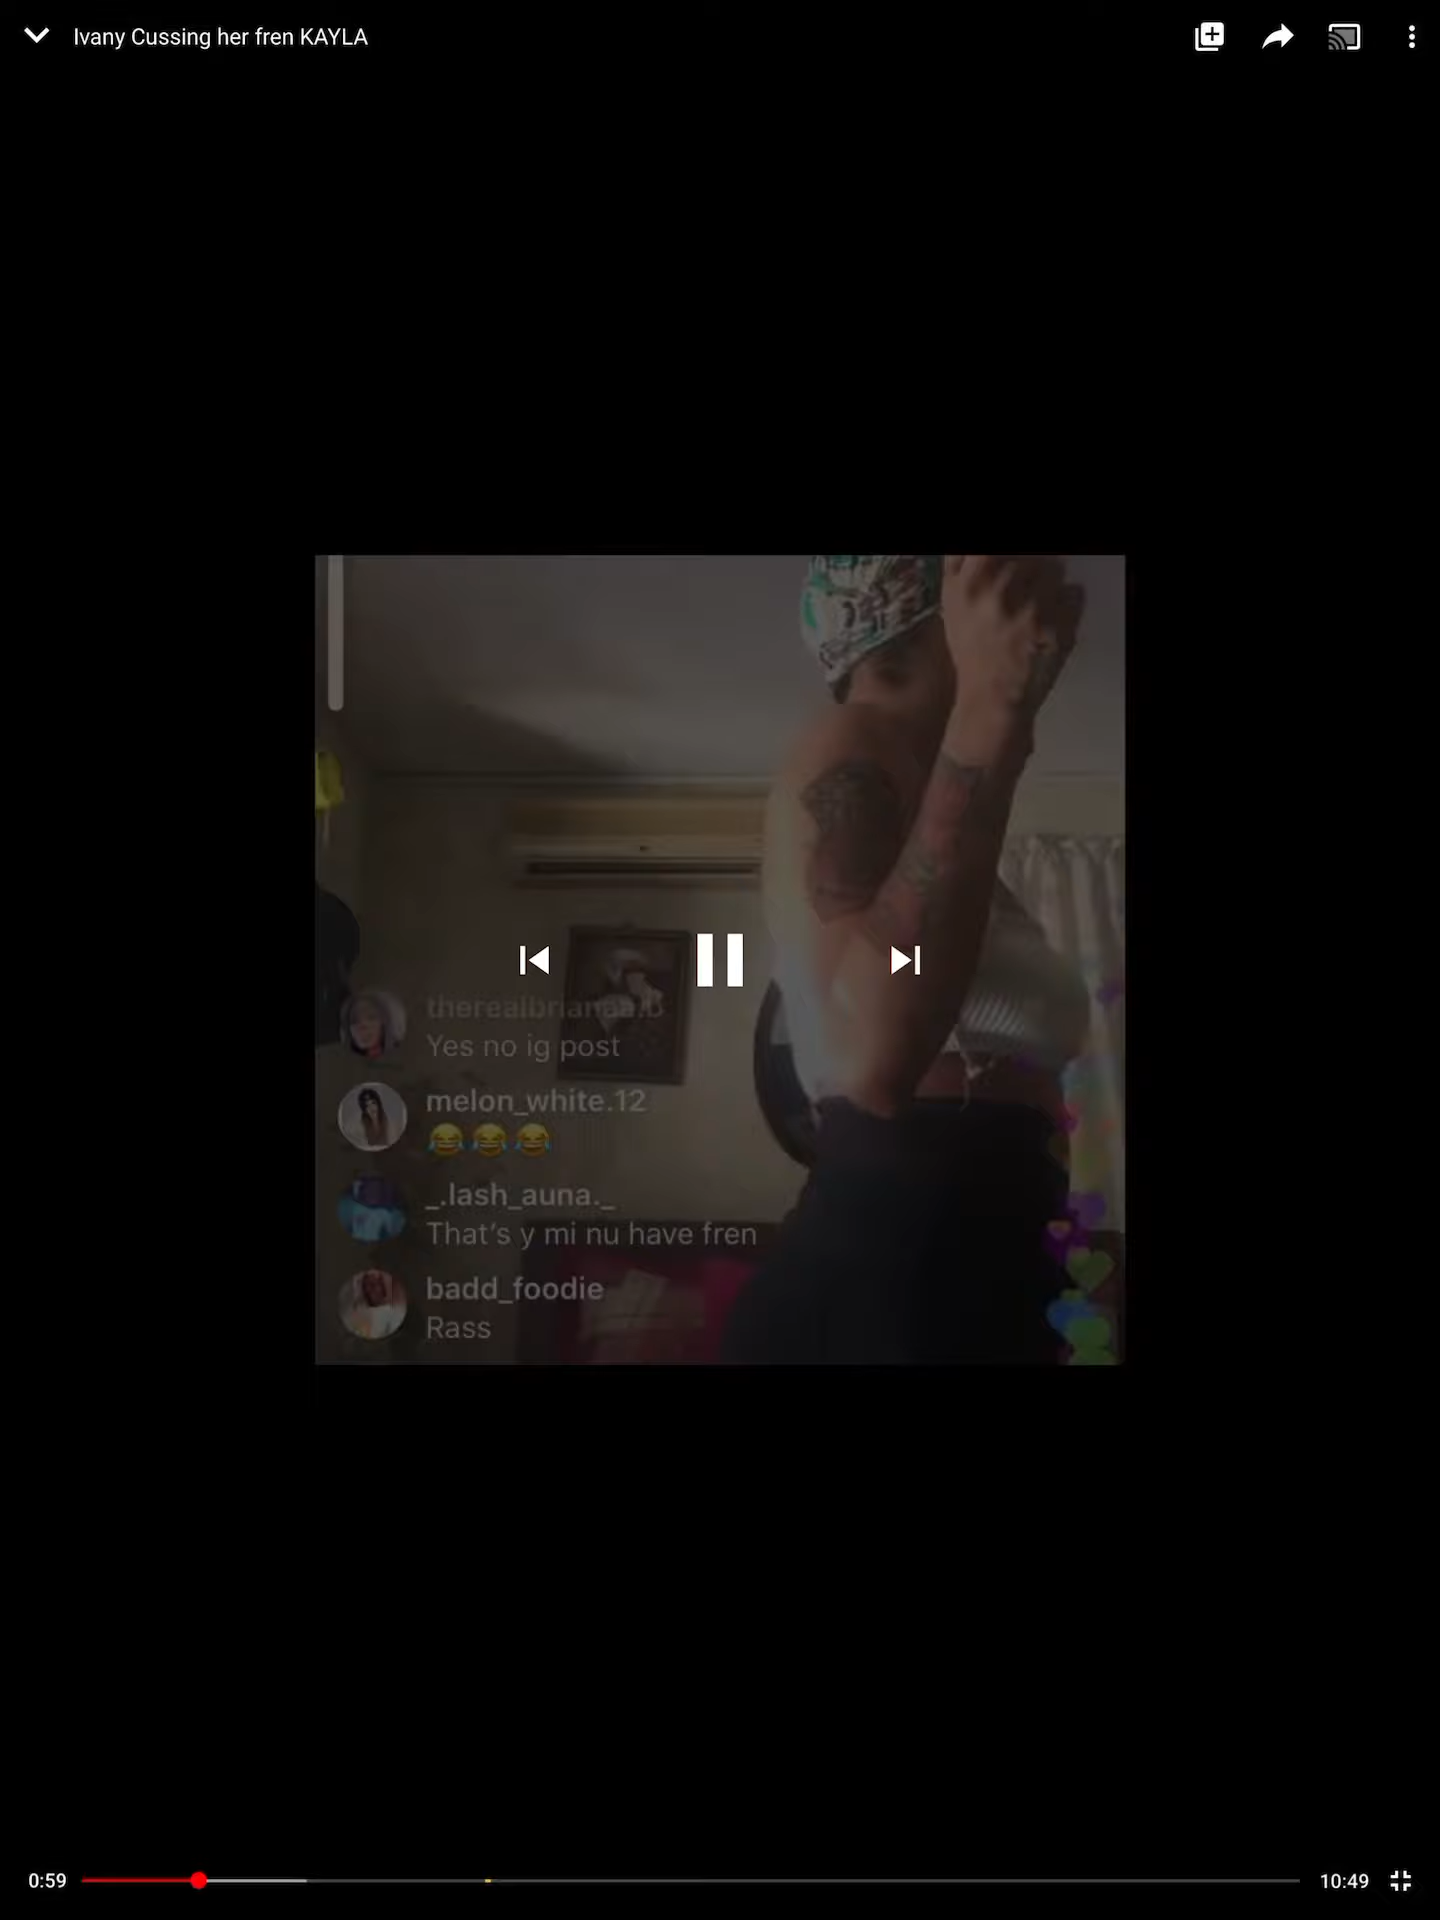 Ivany Cussing her fren KAYLA
therealbrianaa.b
Yes no ig post
melon_white.12
😂😂😂
_.lash_auna._
That's y mi nu have fren
badd_foodie
Rass
0:59
10:49